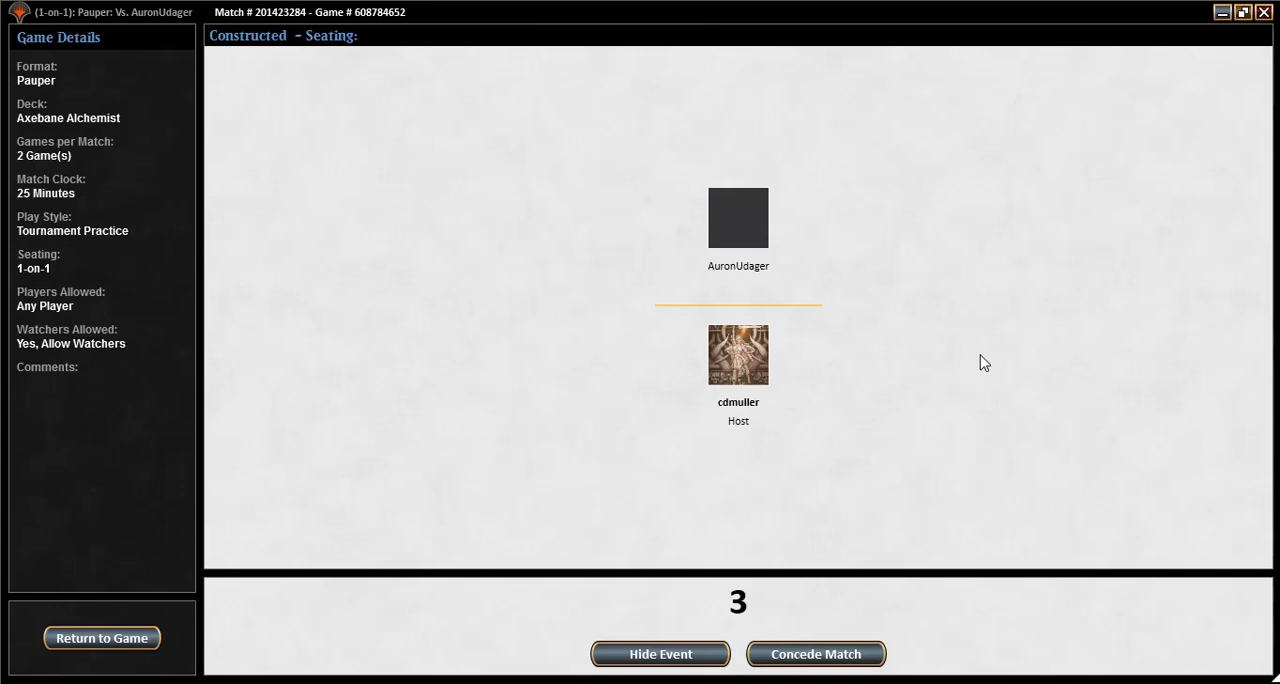 (1-on-1): Pauper: Vs. AuronUdager
Match # 201423284 - Game # 608784652
Game Details
Format:
Pauper
Deck:
Axebane Alchemist
Games per Match:
2 Game(s)
Match Clock:
25 Minutes
Play Style:
Tournament Practice
Seating:
1-on-1
Players Allowed:
Any Player
Watchers Allowed:
Yes, Allow Watchers
Comments:
Return to Game
Constructed - Seating:
AuronUdager
cdmuller
Host
3
Hide Event
Concede Match